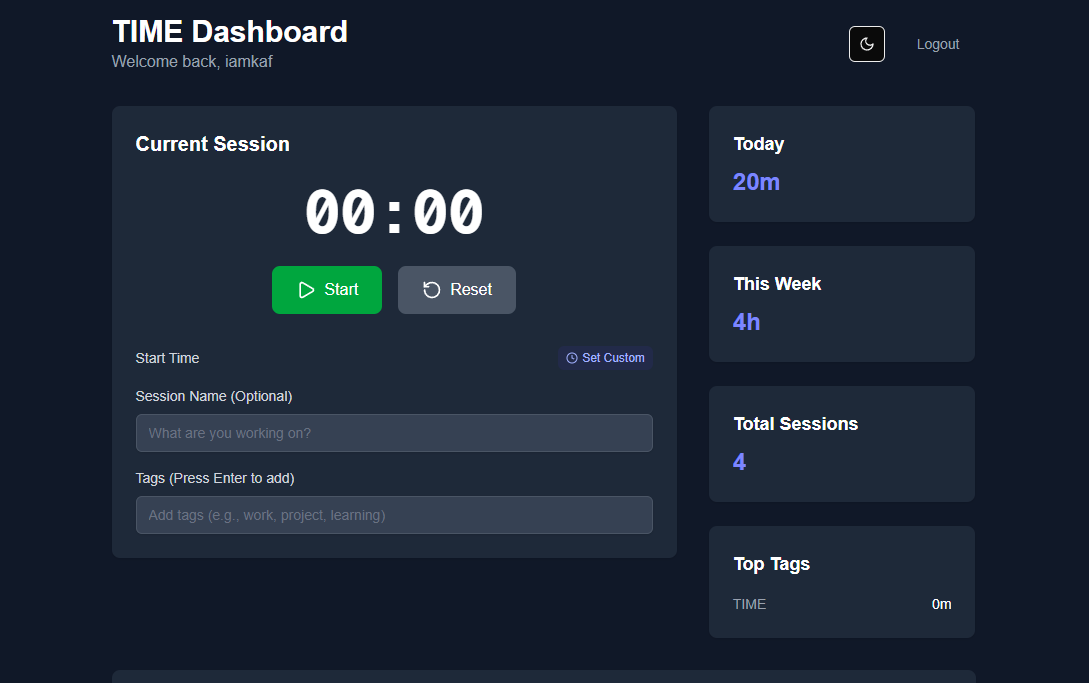 TIME Dashboard
Welcome back, iamkaf
Logout
Current Session
00:00
Start
Reset
Start Time
Set Custom
Session Name (Optional)
What are you working on?
Tags (Press Enter to add)
Add tags (e.g., work, project, learning)
Today
20m
This Week
4h
Total Sessions
4
Top Tags
TIME 0m